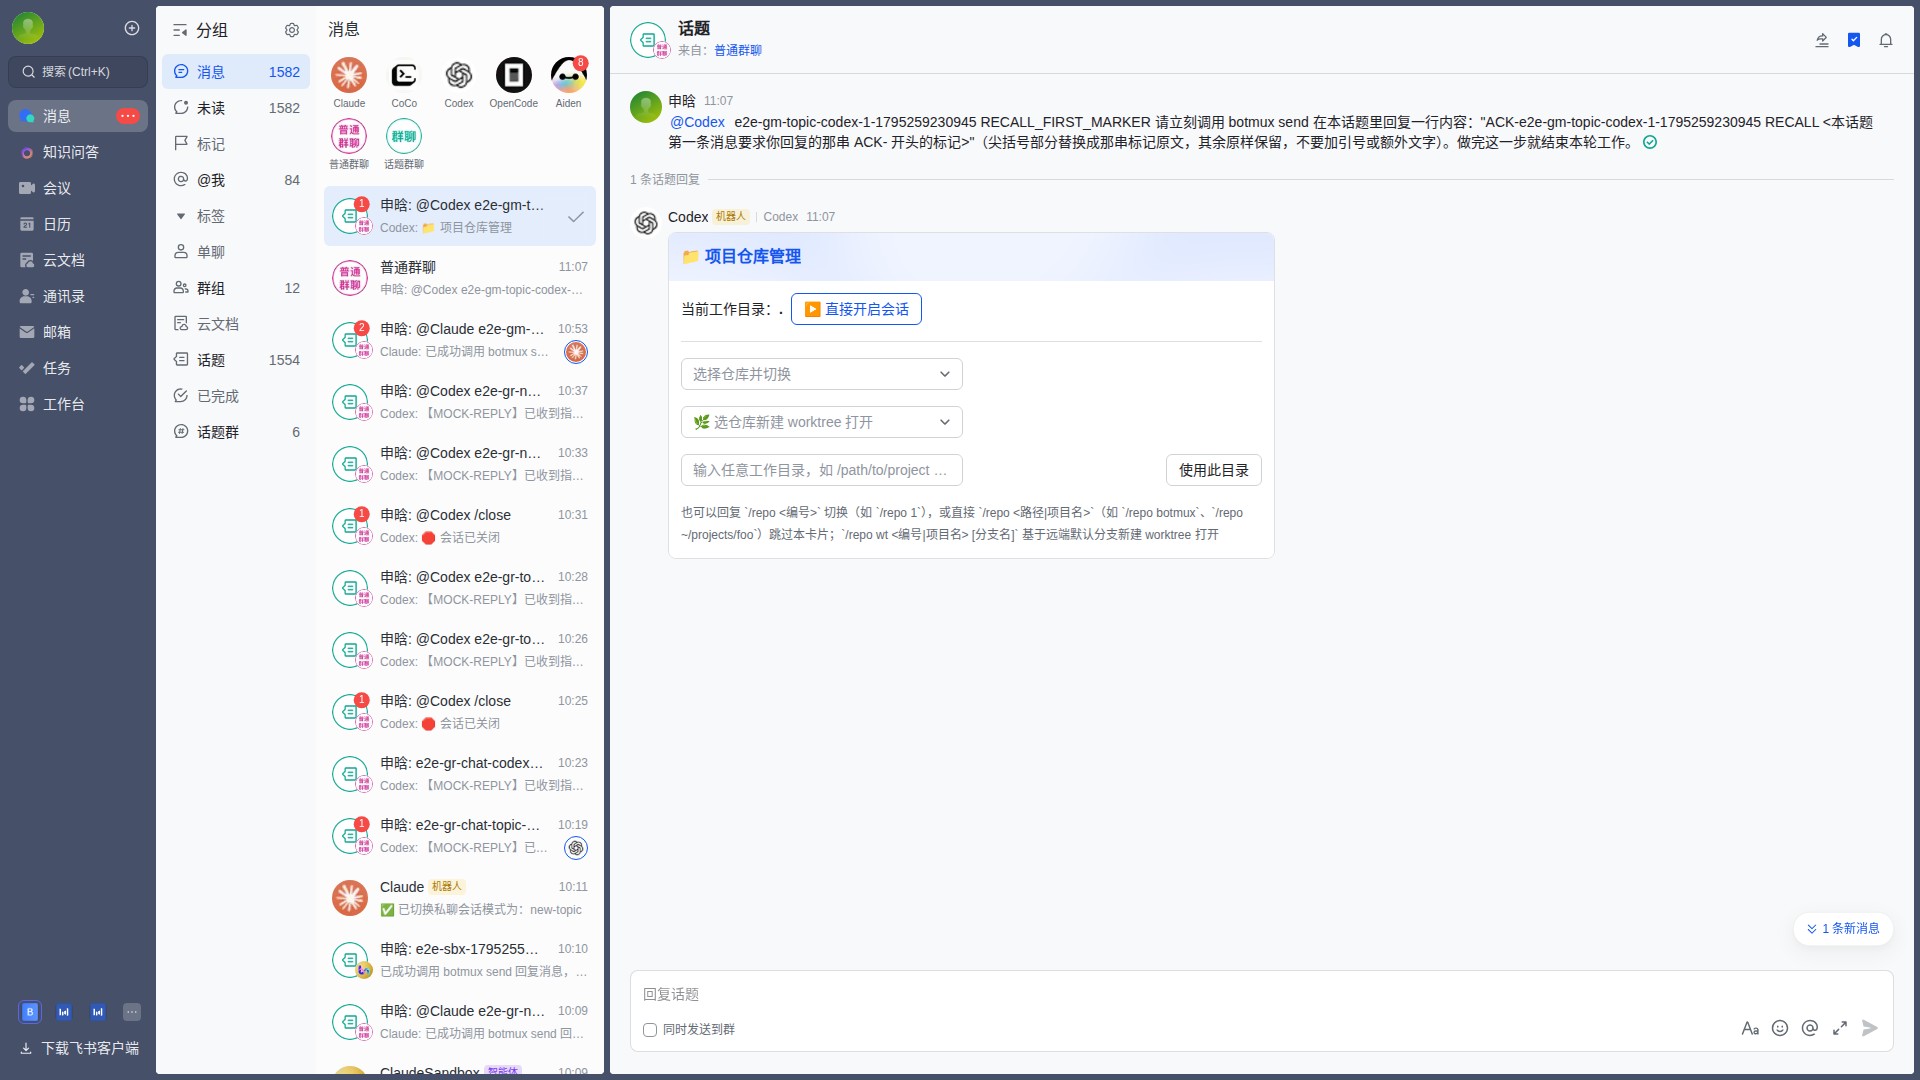 搜索 (Ctrl+K)
消息
知识问答
会议
日历
云文档
通讯录
邮箱
任务
工作台
下载飞书客户端
分组
消息 1582
未读 1582
标记
@我 84
标签
单聊
群组 12
云文档
话题 1554
已完成
话题群 6
消息
Claude
CoCo
Codex
OpenCode
8
Aiden
普通群聊
普通群聊
群聊
话题群聊
1
申晗: @Codex e2e-gm-t…
Codex: 📁 项目仓库管理
普通群聊 11:07
申晗: @Codex e2e-gm-topic-codex-…
2
申晗: @Claude e2e-gm-… 10:53
Claude: 已成功调用 botmux s…
申晗: @Codex e2e-gr-n… 10:37
Codex: 【MOCK-REPLY】已收到指…
申晗: @Codex e2e-gr-n… 10:33
Codex: 【MOCK-REPLY】已收到指…
1
申晗: @Codex /close 10:31
Codex: 🛑 会话已关闭
申晗: @Codex e2e-gr-to… 10:28
Codex: 【MOCK-REPLY】已收到指…
申晗: @Codex e2e-gr-to… 10:26
Codex: 【MOCK-REPLY】已收到指…
1
申晗: @Codex /close 10:25
Codex: 🛑 会话已关闭
申晗: e2e-gr-chat-codex… 10:23
Codex: 【MOCK-REPLY】已收到指…
1
申晗: e2e-gr-chat-topic-… 10:19
Codex: 【MOCK-REPLY】已…
Claude 机器人 10:11
✅ 已切换私聊会话模式为：new-topic
申晗: e2e-sbx-1795255… 10:10
已成功调用 botmux send 回复消息，…
申晗: @Claude e2e-gr-n… 10:09
Claude: 已成功调用 botmux send 回…
ClaudeSandbox 智能体 10:09
话题
来自：普通群聊
申晗 11:07
@Codex e2e-gm-topic-codex-1-1795259230945 RECALL_FIRST_MARKER 请立刻调用 botmux send 在本话题里回复一行内容："ACK-e2e-gm-topic-codex-1-1795259230945 RECALL <本话题
第一条消息要求你回复的那串 ACK- 开头的标记>"（尖括号部分替换成那串标记原文，其余原样保留，不要加引号或额外文字）。做完这一步就结束本轮工作。
1 条话题回复
Codex 机器人 Codex 11:07
📁 项目仓库管理
当前工作目录：. ▶️ 直接开启会话
选择仓库并切换
🌿 选仓库新建 worktree 打开
输入任意工作目录，如 /path/to/project … 使用此目录
也可以回复 `/repo <编号>` 切换（如 `/repo 1`），或直接 `/repo <路径|项目名>`（如 `/repo botmux`、`/repo
~/projects/foo`）跳过本卡片；`/repo wt <编号|项目名> [分支名]` 基于远端默认分支新建 worktree 打开
1 条新消息
回复话题
同时发送到群